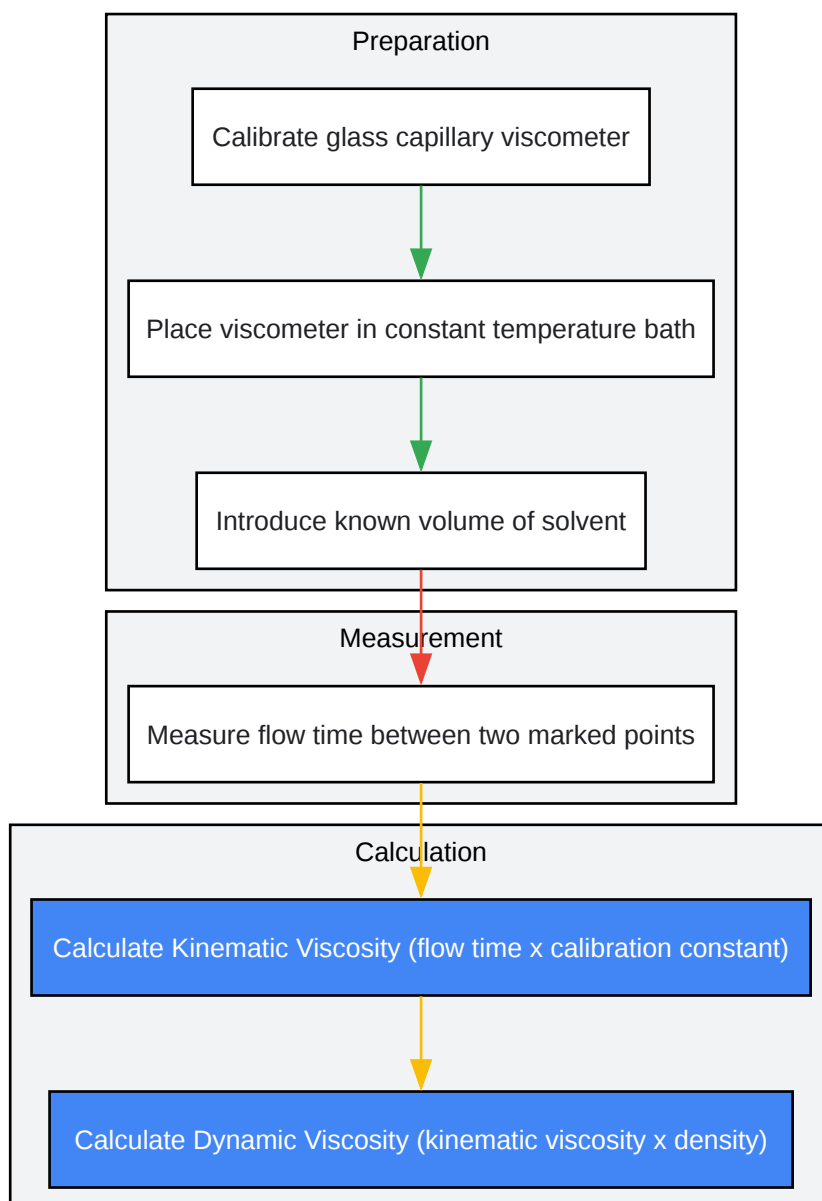 Preparation
Calibrate glass capillary viscometer
Place viscometer in constant temperature bath
Introduce known volume of solvent
Measurement
Measure flow time between two marked points
Calculation
Calculate Kinematic Viscosity (flow time x calibration constant)
Calculate Dynamic Viscosity (kinematic viscosity x density)